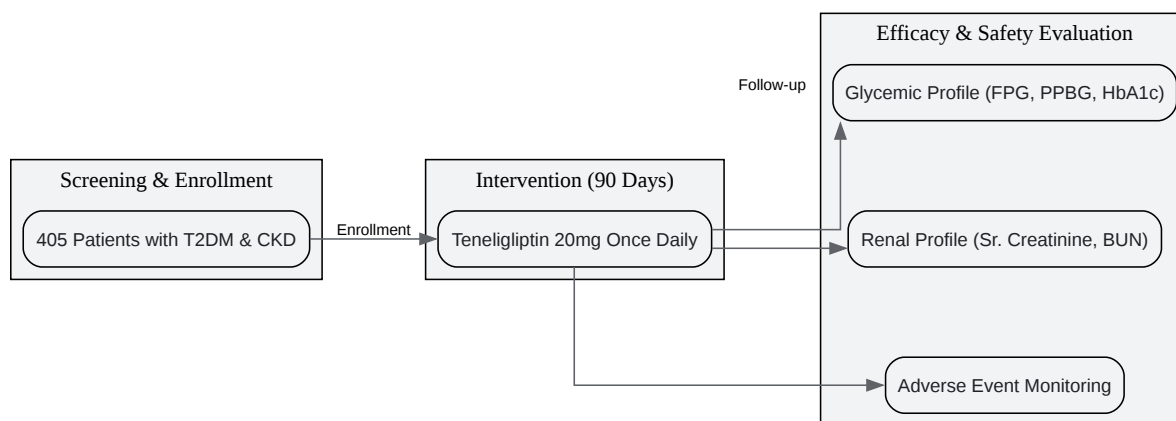 Screening & Enrollment
405 Patients with T2DM & CKD
Enrollment
Intervention (90 Days)
Teneligliptin 20mg Once Daily
Follow-up
Efficacy & Safety Evaluation
Glycemic Profile (FPG, PPBG, HbA1c)
Renal Profile (Sr. Creatinine, BUN)
Adverse Event Monitoring